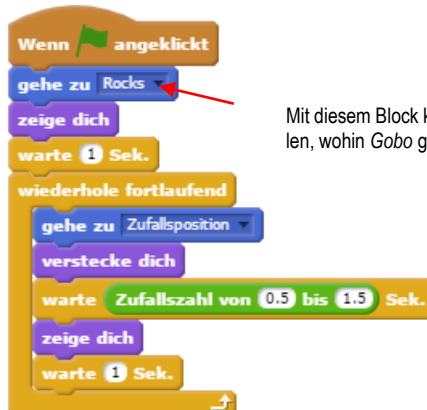 Wenn angeklickt
gehe zu Rocks
zeige dich
warte 1 Sek.
wiederhole fortlaufend
gehe zu Zufallsposition
verstecke dich
warte Zufallszahl von 0.5 bis 1.5 Sek.
zeige dich
warte 1 Sek.
Mit diesem Block
len, wohin Gobo